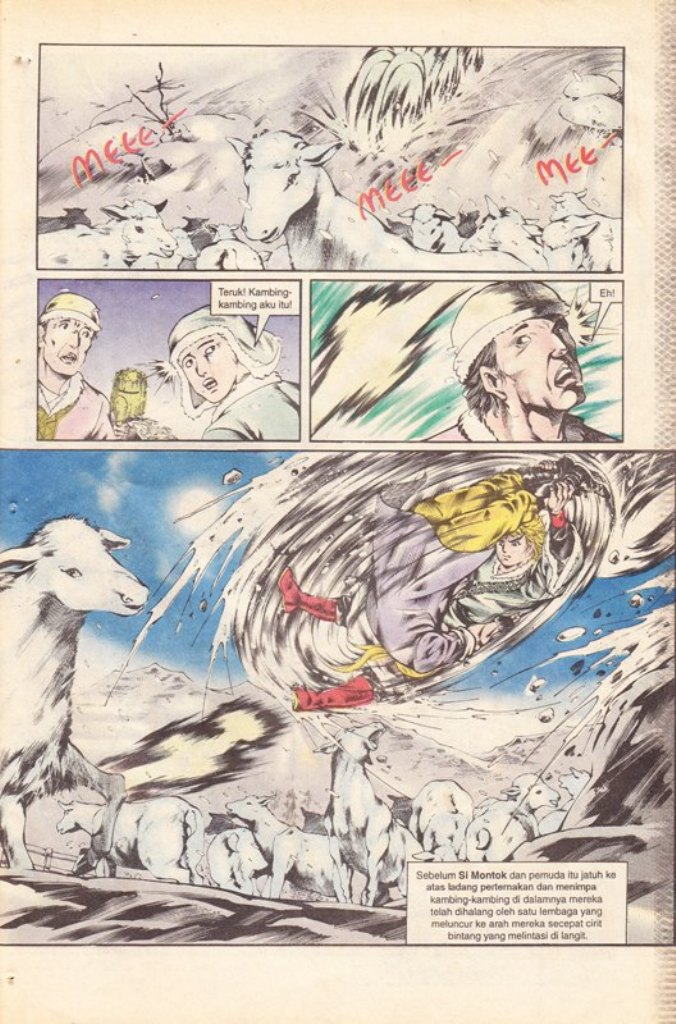 MEEE-
MEEE-
MEE-
Teruk! Kambing-
kambing aku itu!
Eh!
Sebelum Si Montok dan pemuda itu jatuh ke
atas ladang perternakan dan menimpa
kambing-kambing di dalamnya mereka
telah dihalang oleh satu lembaga yang
meluncur ke arah mereka secepat cirit
bintang yang melintasi di langit.